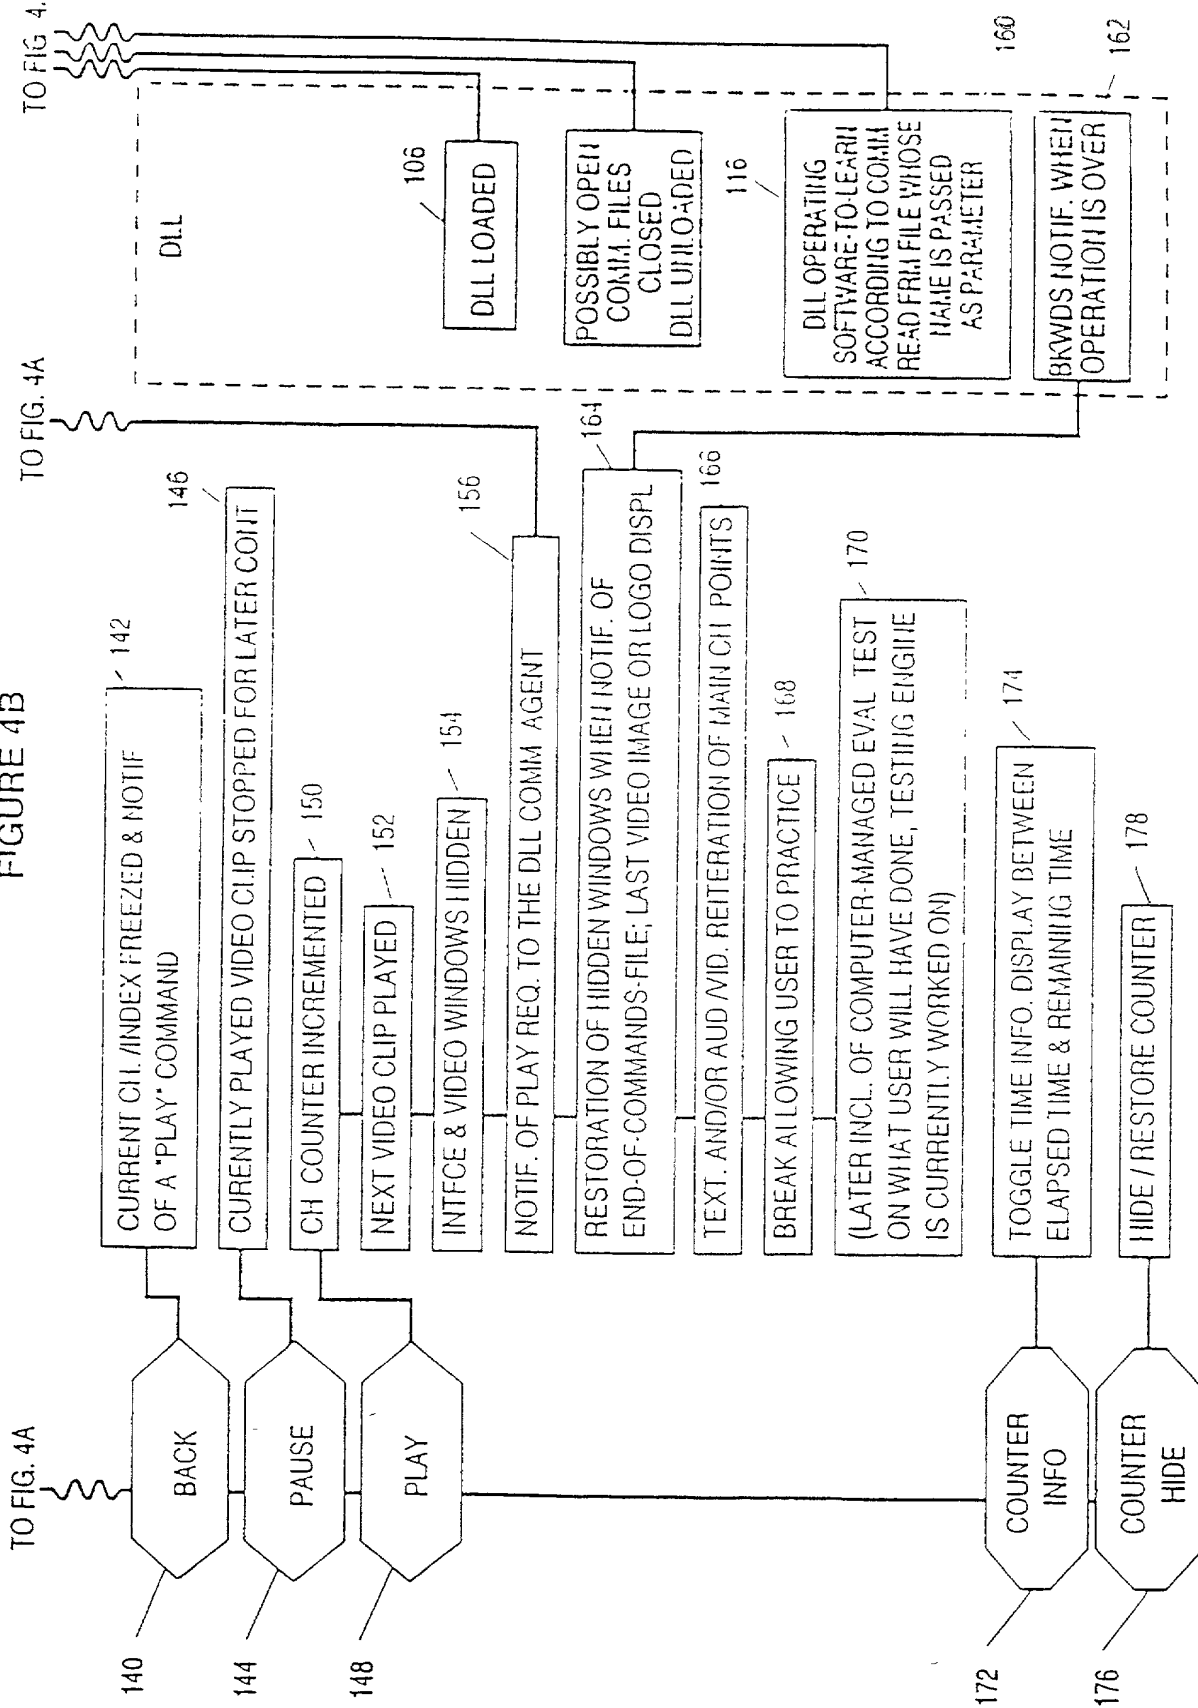 FIGURE 4B
TO FIG. 4A
140
BACK
142
CURRENT CH./INDEX FREEZED & NOTIF
OF A "PLAY" COMMAND
144
PAUSE
146
CURENTLY PLAYED VIDEO CLIP STOPPED FOR LATER CONT
148
PLAY
150
CH COUNTER INCREMENTED
152
NEXT VIDEO CLIP PLAYED
154
INTFCE & VIDEO WINDOWS HIDDEN
156
NOTIF. OF PLAY REQ. TO THE DLL COMM AGENT
TO FIG. 4A
164
RESTORATION OF HIDDEN WINDOWS WHEN NOTIF. OF
END-OF-COMMANDS-FILE; LAST VIDEO IMAGE OR LOGO DISPL
166
TEXT. AND/OR AUD./VID. REITERATION OF MAIN CH POINTS
168
BREAK ALLOWING USER TO PRACTICE
170
(LATER INCL. OF COMPUTER-MANAGED EVAL TEST
ON WHAT USER WILL HAVE DONE, TESTING ENGINE
IS CURRENTLY WORKED ON)
172
COUNTER
INFO
174
TOGGLE TIME INFO. DISPLAY BETWEEN
ELAPSED TIME & REMAINING TIME
176
COUNTER
HIDE
178
HIDE / RESTORE COUNTER
TO FIG 4.
DLL
106
DLL LOADED
POSSIBLY OPEN
COMM. FILES
CLOSED
DLL UNLOADED
116
160
DLL OPERATING
SOFTWARE-TO-LEARN
ACCORDING TO COMM
READ FRM FILE WHOSE
NAME IS PASSED
AS PARAMETER
162
BKWDS NOTIF. WHEN
OPERATION IS OVER